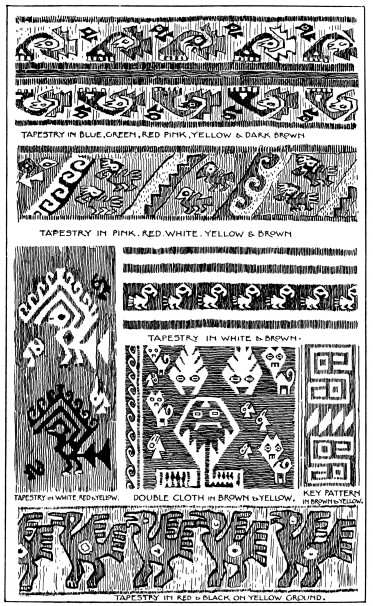 TAPESTRY IN BLUE, GREEN, RED PINK, YELLOW & DARK BROWN
TAPESTRY IN PINK. RED. WHITE. YELLOW & BROWN
TAPESTRY IN WHITE & BROWN.
TAPESTRY IN WHITE, RED & YELLOW.
DOUBLE CLOTH IN BROWN & YELLOW.
KEY PATTERN
IN BROWN & YELLOW.
TAPESTRY IN RED & BLACK ON YELLOW GROUND.